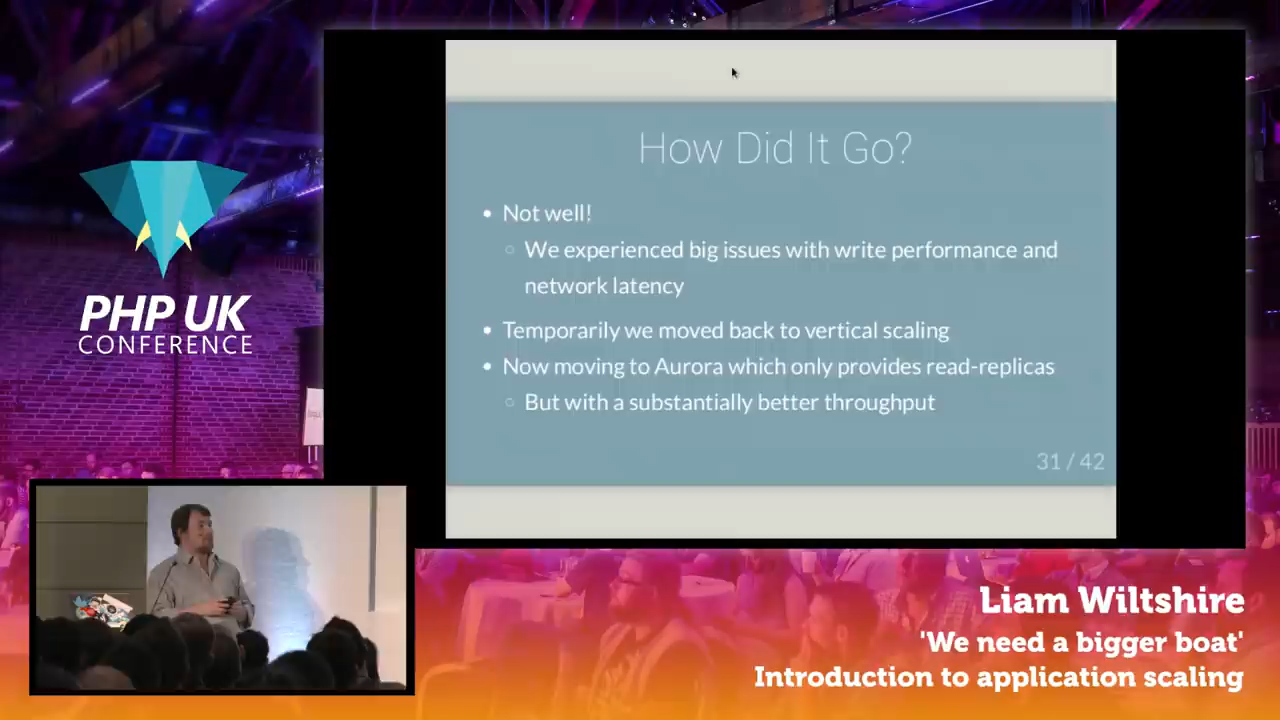 How Did It Go?
• Not well!
○ We experienced big issues with write performance and
network latency
• Temporarily we moved back to vertical scaling
• Now moving to Aurora which only provides read-replicas
○ But with a substantially better throughput
31 / 42
PHP UK
CONFERENCE
Liam Wiltshire
'We need a bigger boat'
Introduction to application scaling